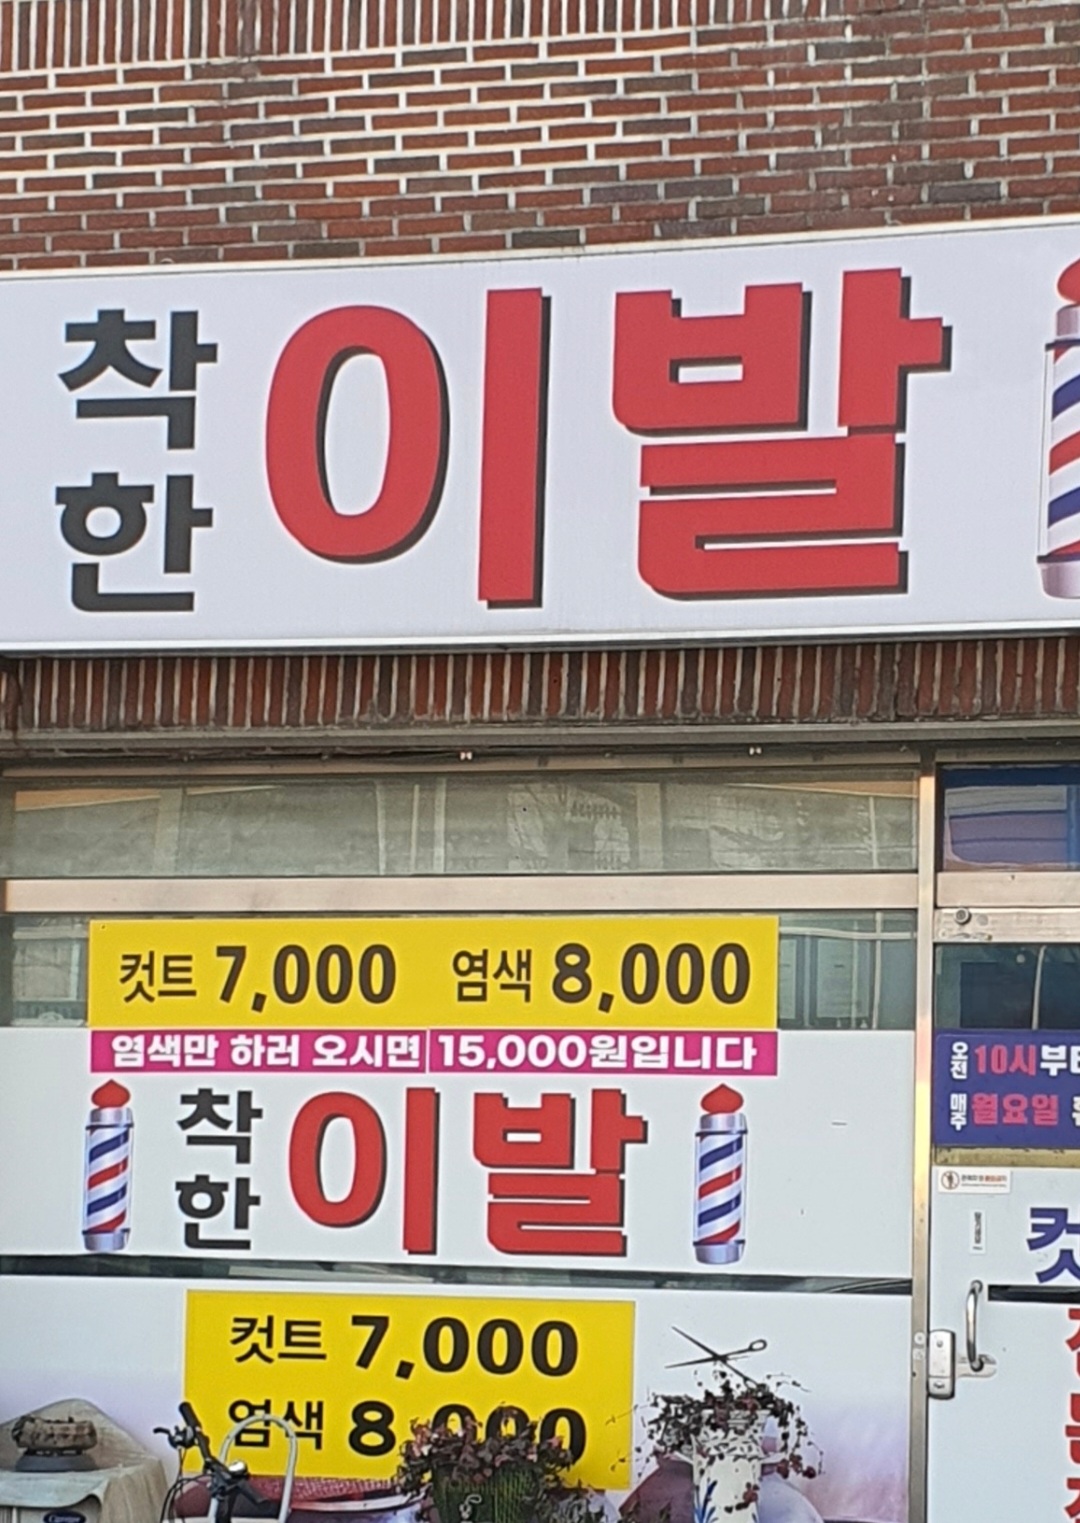 착한 이발
컷트 7,000 염색 8,000
염색만 하러 오시면 15,000원입니다
착한 이발
컷트 7,000
염색 8,000
오전 10시부터
매주 월요일
컷